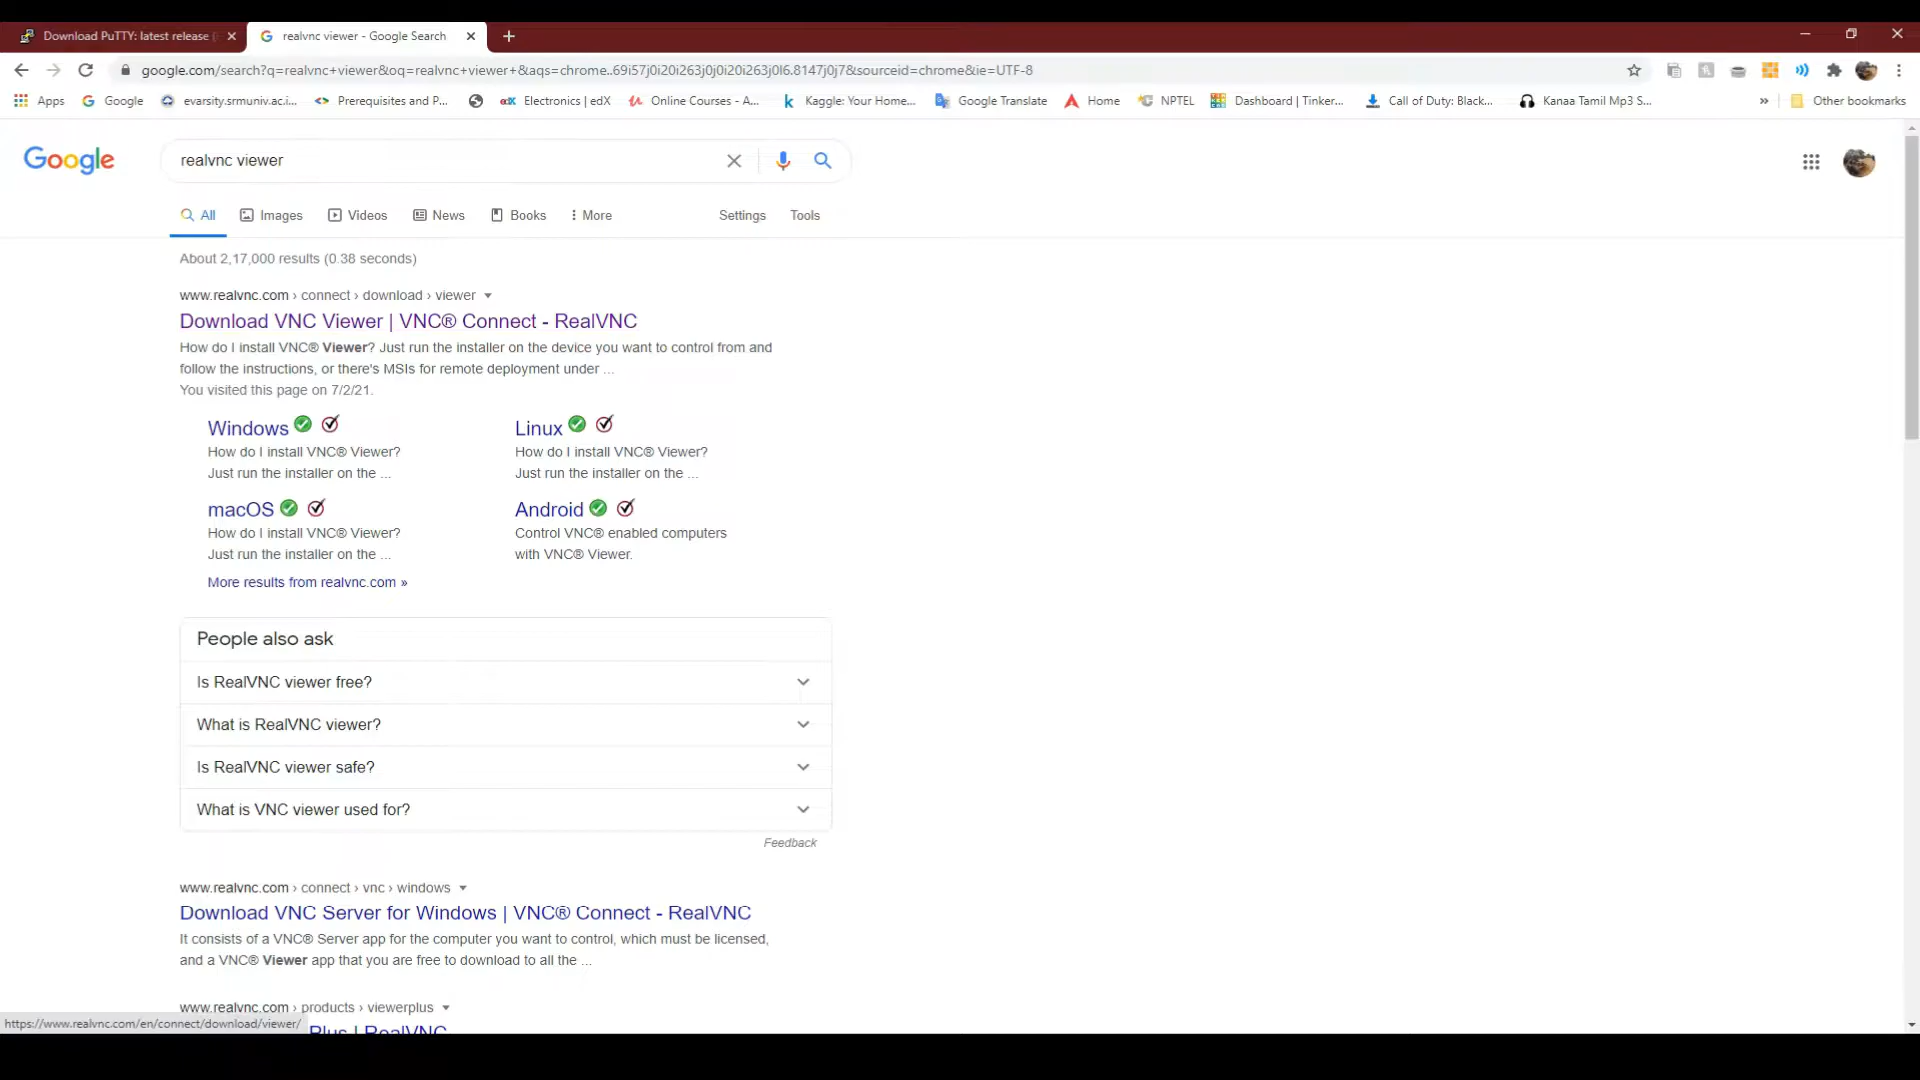 Download PuTTY: latest release (
realvnc viewer - Google Search
google.com/search?q=realvnc+viewer&oq=realvnc+viewer+&aqs=chrome..69i57j0i20i263j0j0i20i263j0l6.8147j0j7&sourceid=chrome&ie=UTF-8
Apps
Google
evarsity.srmuniv.ac.i...
Prerequisites and P...
edX
Electronics | edX
Online Courses - A...
Kaggle: Your Home...
Google Translate
Home
NPTEL
Dashboard | Tinker...
Call of Duty: Black...
Kanaa Tamil Mp3 S...
»
Other bookmarks
Google
realvnc viewer
All
Images
Videos
News
Books
More
Settings
Tools
About 2,17,000 results (0.38 seconds)
www.realvnc.com › connect › download › viewer
Download VNC Viewer | VNC® Connect - RealVNC
How do I install VNC® Viewer? Just run the installer on the device you want to control from and
follow the instructions, or there's MSIs for remote deployment under ...
You visited this page on 7/2/21.
Windows
How do I install VNC® Viewer?
Just run the installer on the ...
Linux
How do I install VNC® Viewer?
Just run the installer on the ...
macOS
How do I install VNC® Viewer?
Just run the installer on the ...
Android
Control VNC® enabled computers
with VNC® Viewer.
More results from realvnc.com »
People also ask
Is RealVNC viewer free?
What is RealVNC viewer?
Is RealVNC viewer safe?
What is VNC viewer used for?
Feedback
www.realvnc.com › connect › vnc › windows
Download VNC Server for Windows | VNC® Connect - RealVNC
It consists of a VNC® Server app for the computer you want to control, which must be licensed,
and a VNC® Viewer app that you are free to download to all the ...
www.realvnc.com › products › viewerplus
Plus | RealVNC
https://www.realvnc.com/en/connect/download/viewer/